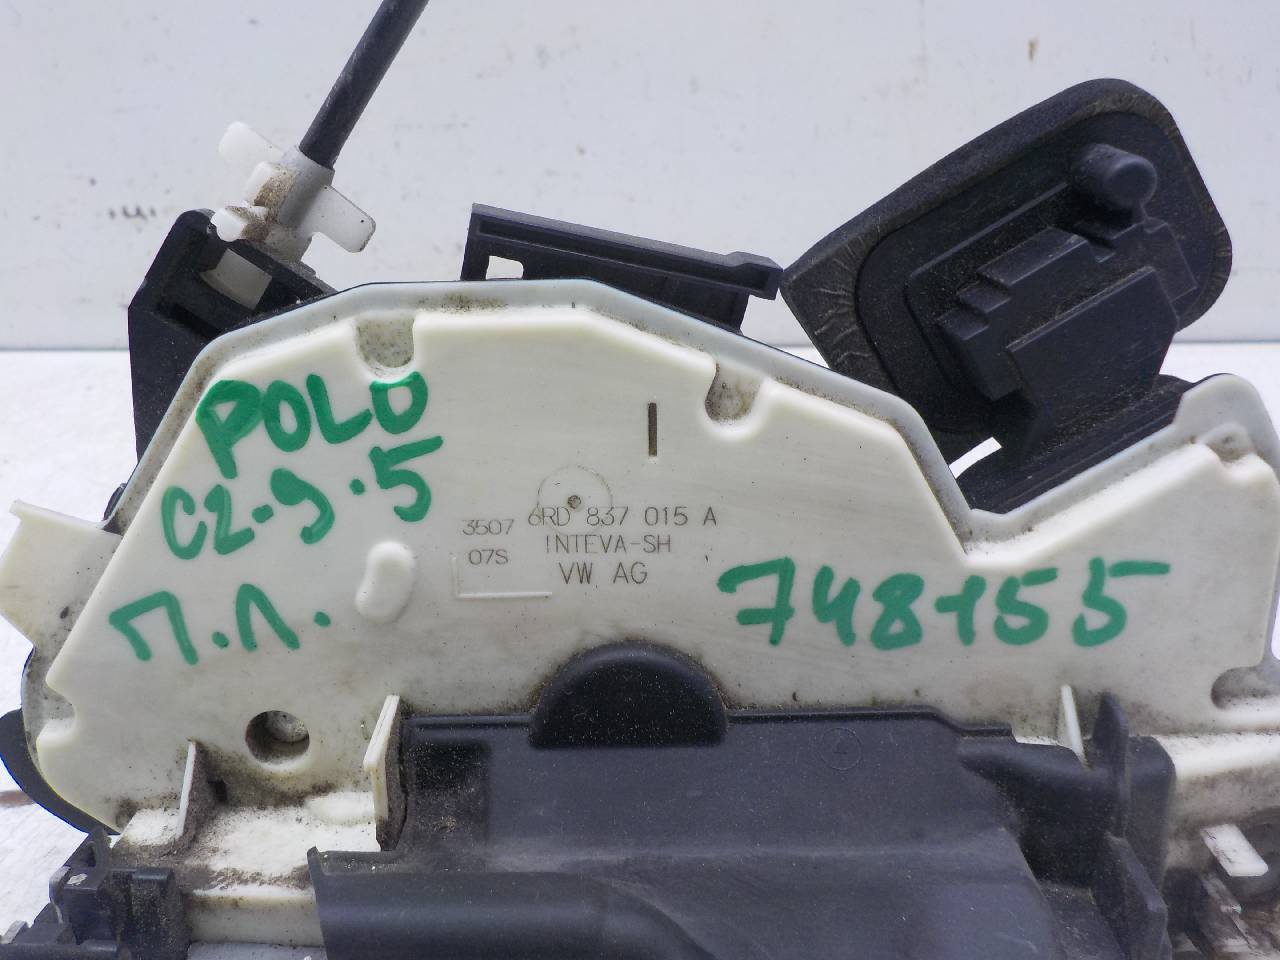 POLO
C2-9.5
П.Л.
3507 6RD 837 015 A
07S INTEVA-SH
VW AG
748155